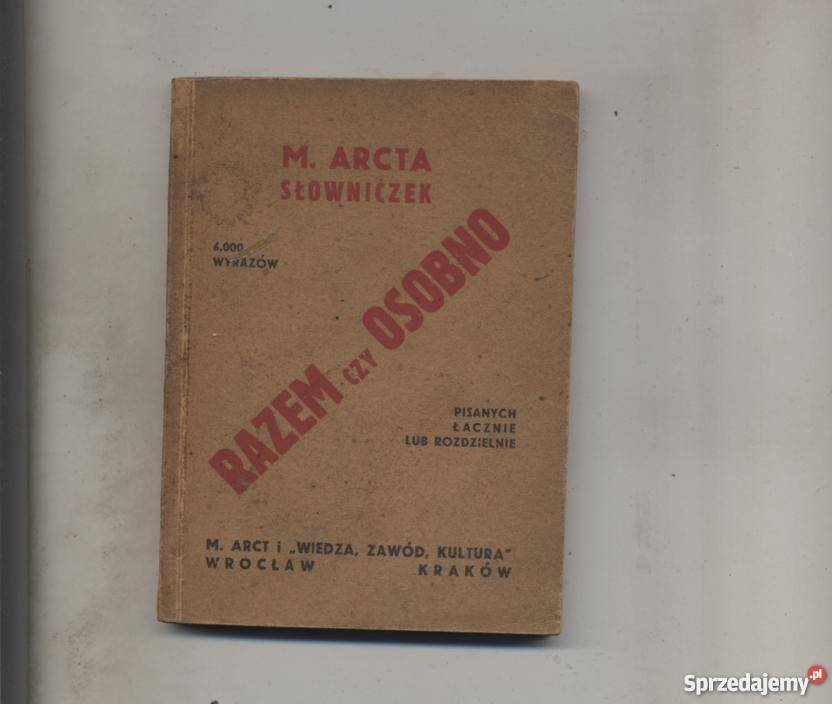 M. ARCTA
SŁOWNICZEK
6.000
WYRAZÓW
RAZEM CZY OSOBNO
PISANYCH
ŁĄCZNIE
LUB ROZDZIELNIE
M. ARCT i „WIEDZA, ZAWÓD, KULTURA"
WROCŁAW KRAKÓW
Sprzedajemy.pl